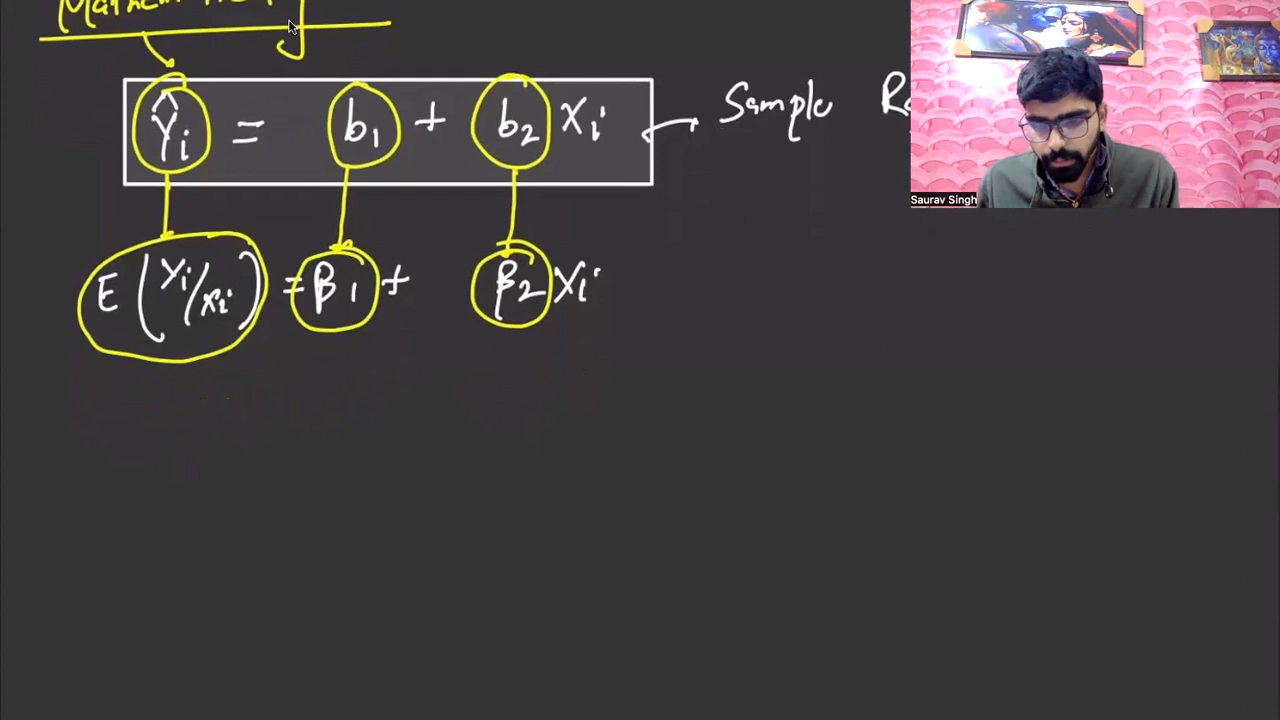 Ŷi = b1 + b2 Xi → Sample
E(Yi/Xi) = β1 + β2 Xi
Saurav Singh